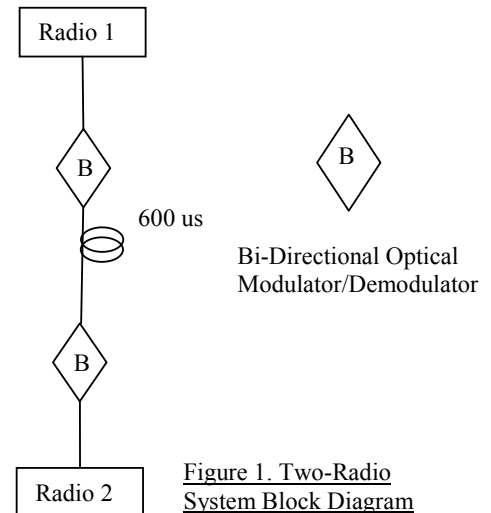 Radio 1
B
B
600 us
Bi-Directional Optical
Modulator/Demodulator
B
Radio 2
Figure 1. Two-Radio
System Block Diagram